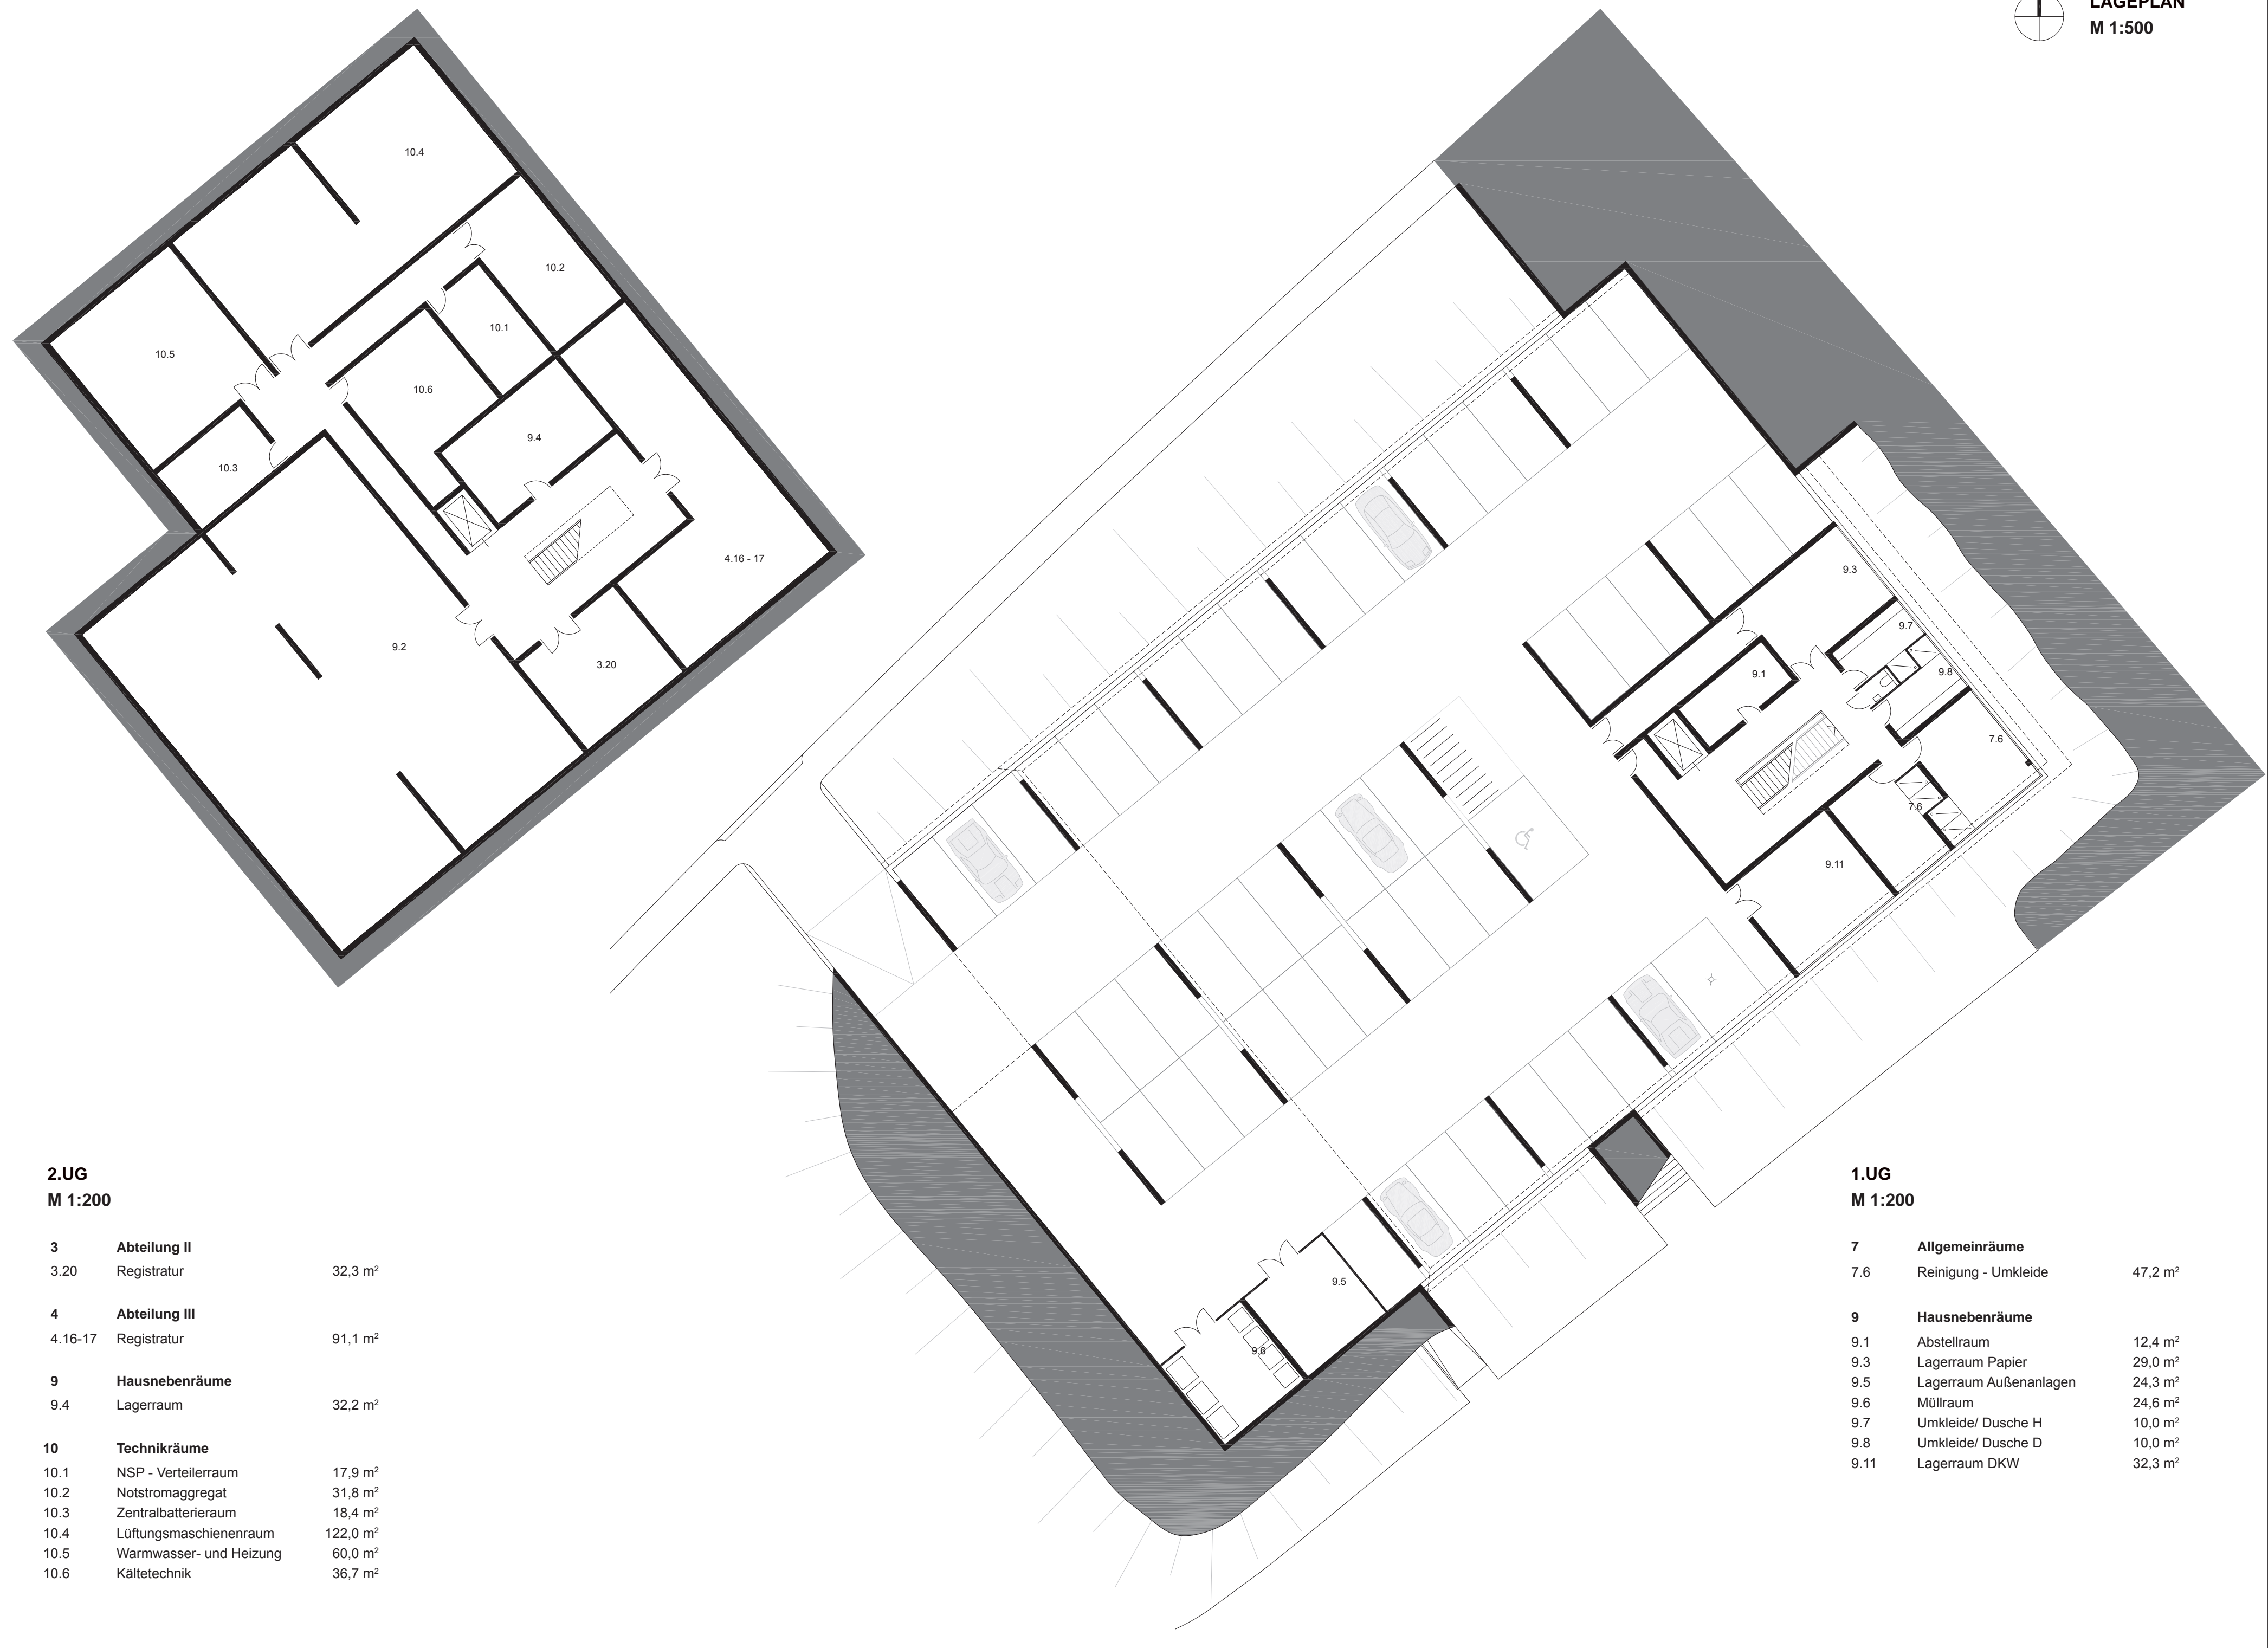 LAGEPLAN
M 1:500
10.4
10.2
10.1
10.5
10.6
9.4
10.3
4.16 - 17
9.2
3.20
9.3
9.7
9.1
9.8
7.6
7.6
9.11
9.5
9.6
2.UG
M 1:200
3 Abteilung II
3.20 Registratur 32,3 m²
4 Abteilung III
4.16-17 Registratur 91,1 m²
9 Hausnebenräume
9.4 Lagerraum 32,2 m²
10 Technikräume
10.1 NSP - Verteilerraum 17,9 m²
10.2 Notstromaggregat 31,8 m²
10.3 Zentralbatterieraum 18,4 m²
10.4 Lüftungsmaschienenraum 122,0 m²
10.5 Warmwasser- und Heizung 60,0 m²
10.6 Kältetechnik 36,7 m²
1.UG
M 1:200
7 Allgemeinräume
7.6 Reinigung - Umkleide 47,2 m²
9 Hausnebenräume
9.1 Abstellraum 12,4 m²
9.3 Lagerraum Papier 29,0 m²
9.5 Lagerraum Außenanlagen 24,3 m²
9.6 Müllraum 24,6 m²
9.7 Umkleide/ Dusche H 10,0 m²
9.8 Umkleide/ Dusche D 10,0 m²
9.11 Lagerraum DKW 32,3 m²